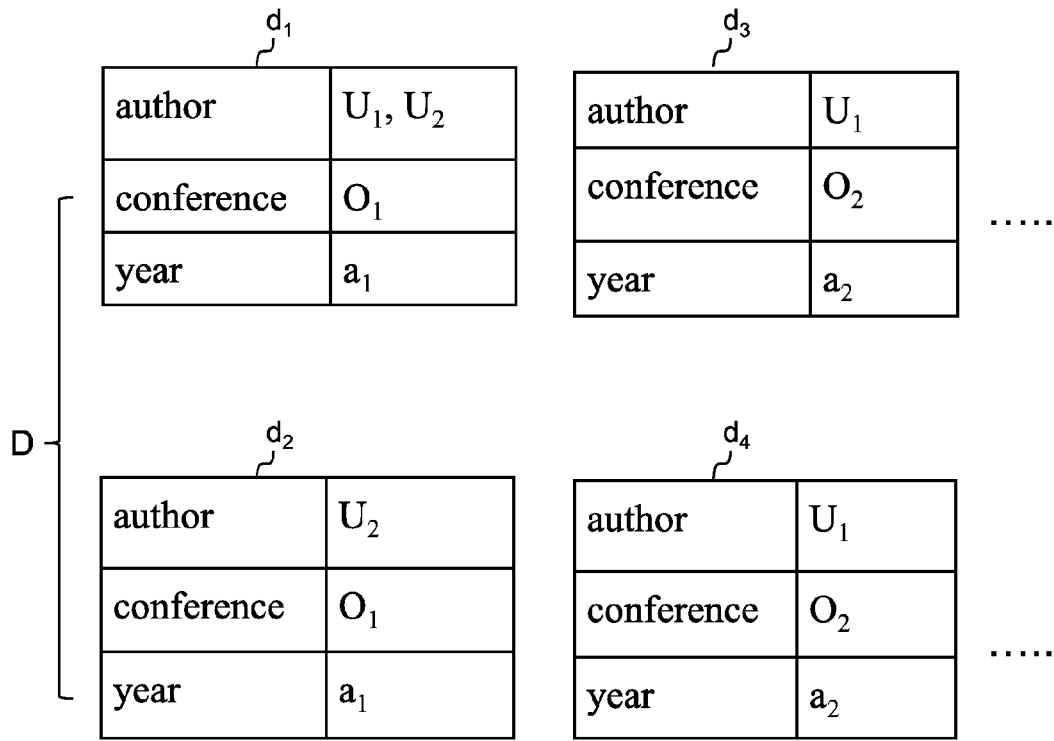 d₁
author U₁, U₂
conference O₁
year a₁
d₃
author U₁
conference O₂
year a₂
.....
D
d₂
author U₂
conference O₁
year a₁
d₄
author U₁
conference O₂
year a₂
.....